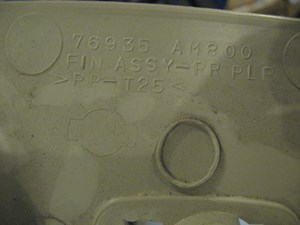 76935 AM800
FIN ASSY-RR PLR
>PP-T25<